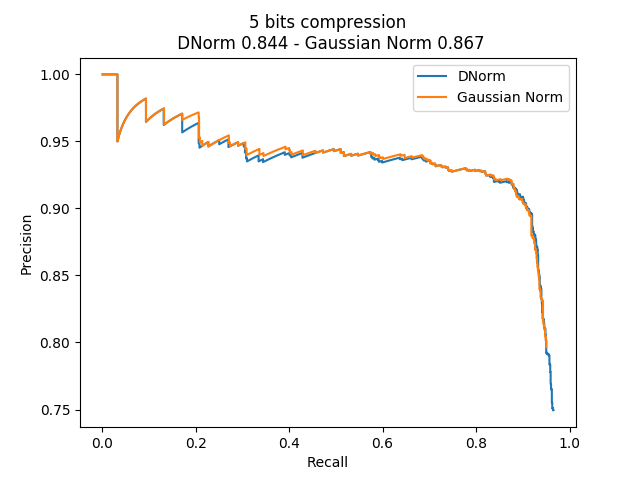 5 bits compression
DNorm 0.844 - Gaussian Norm 0.867
DNorm
Gaussian Norm
1.00
0.95
0.90
0.85
0.80
0.75
Precision
0.0
0.2
0.4
0.6
0.8
1.0
Recall